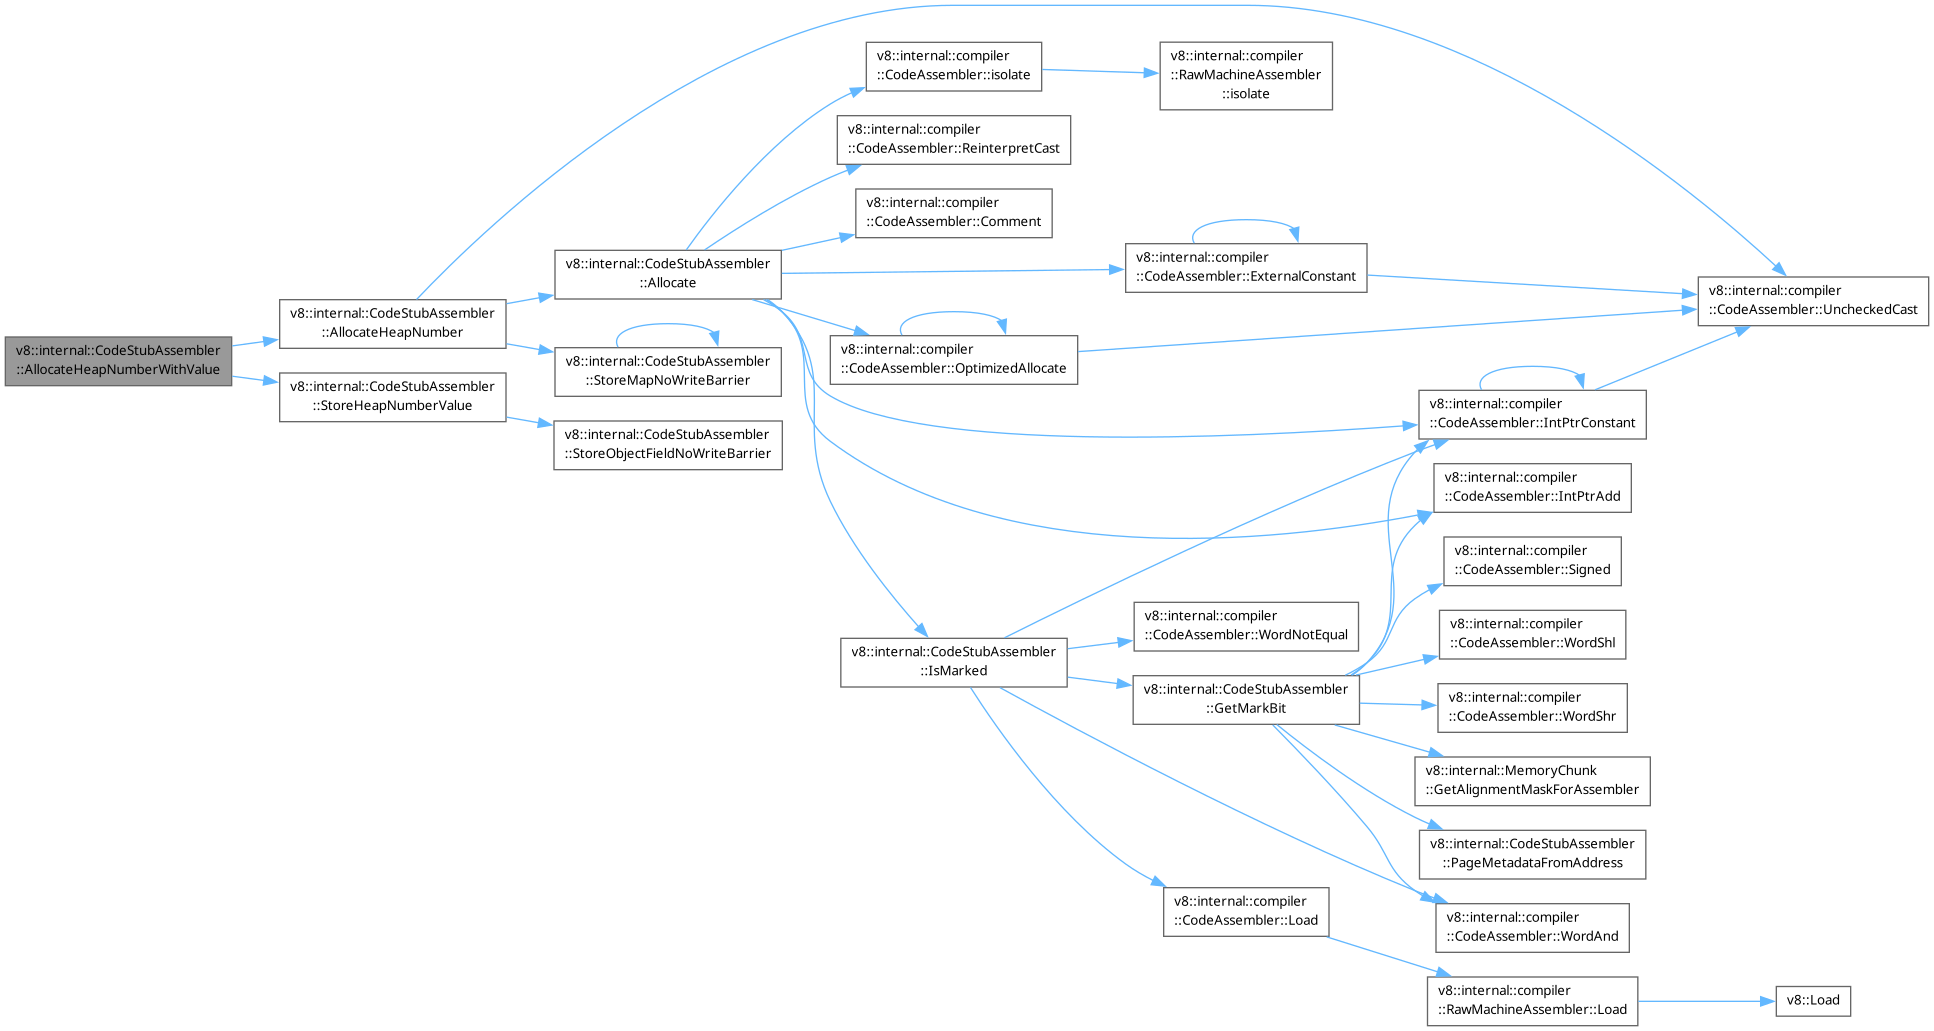 v8::internal::CodeStubAssembler
::AllocateHeapNumberWithValue
v8::internal::CodeStubAssembler
::AllocateHeapNumber
v8::internal::CodeStubAssembler
::StoreHeapNumberValue
v8::internal::CodeStubAssembler
::Allocate
v8::internal::CodeStubAssembler
::StoreMapNoWriteBarrier
v8::internal::CodeStubAssembler
::StoreObjectFieldNoWriteBarrier
v8::internal::compiler
::CodeAssembler::isolate
v8::internal::compiler
::CodeAssembler::ReinterpretCast
v8::internal::compiler
::CodeAssembler::Comment
v8::internal::compiler
::CodeAssembler::OptimizedAllocate
v8::internal::CodeStubAssembler
::IsMarked
v8::internal::compiler
::RawMachineAssembler
::isolate
v8::internal::compiler
::CodeAssembler::ExternalConstant
v8::internal::compiler
::CodeAssembler::WordNotEqual
v8::internal::CodeStubAssembler
::GetMarkBit
v8::internal::compiler
::CodeAssembler::Load
v8::internal::compiler
::CodeAssembler::UncheckedCast
v8::internal::compiler
::CodeAssembler::IntPtrConstant
v8::internal::compiler
::CodeAssembler::IntPtrAdd
v8::internal::compiler
::CodeAssembler::Signed
v8::internal::compiler
::CodeAssembler::WordShl
v8::internal::compiler
::CodeAssembler::WordShr
v8::internal::MemoryChunk
::GetAlignmentMaskForAssembler
v8::internal::CodeStubAssembler
::PageMetadataFromAddress
v8::internal::compiler
::CodeAssembler::WordAnd
v8::internal::compiler
::RawMachineAssembler::Load
v8::Load